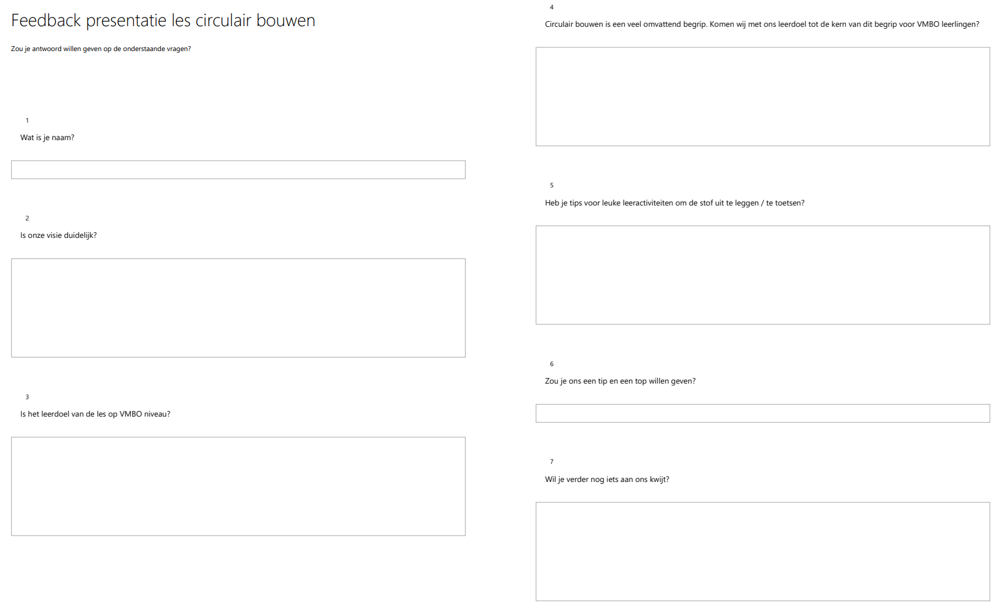 Feedback presentatie les circulair bouwen
Zou je antwoord willen geven op de onderstaande vragen?
1
Wat is je naam?
2
Is onze visie duidelijk?
3
Is het leerdoel van de les op VMBO niveau?
4
Circulair bouwen is een veel omvattend begrip. Komen wij met ons leerdoel tot de kern van dit begrip voor VMBO leerlingen?
5
Heb je tips voor leuke leeractiviteiten om de stof uit te leggen / te toetsen?
6
Zou je ons een tip en een top willen geven?
7
Wil je verder nog iets aan ons kwijt?